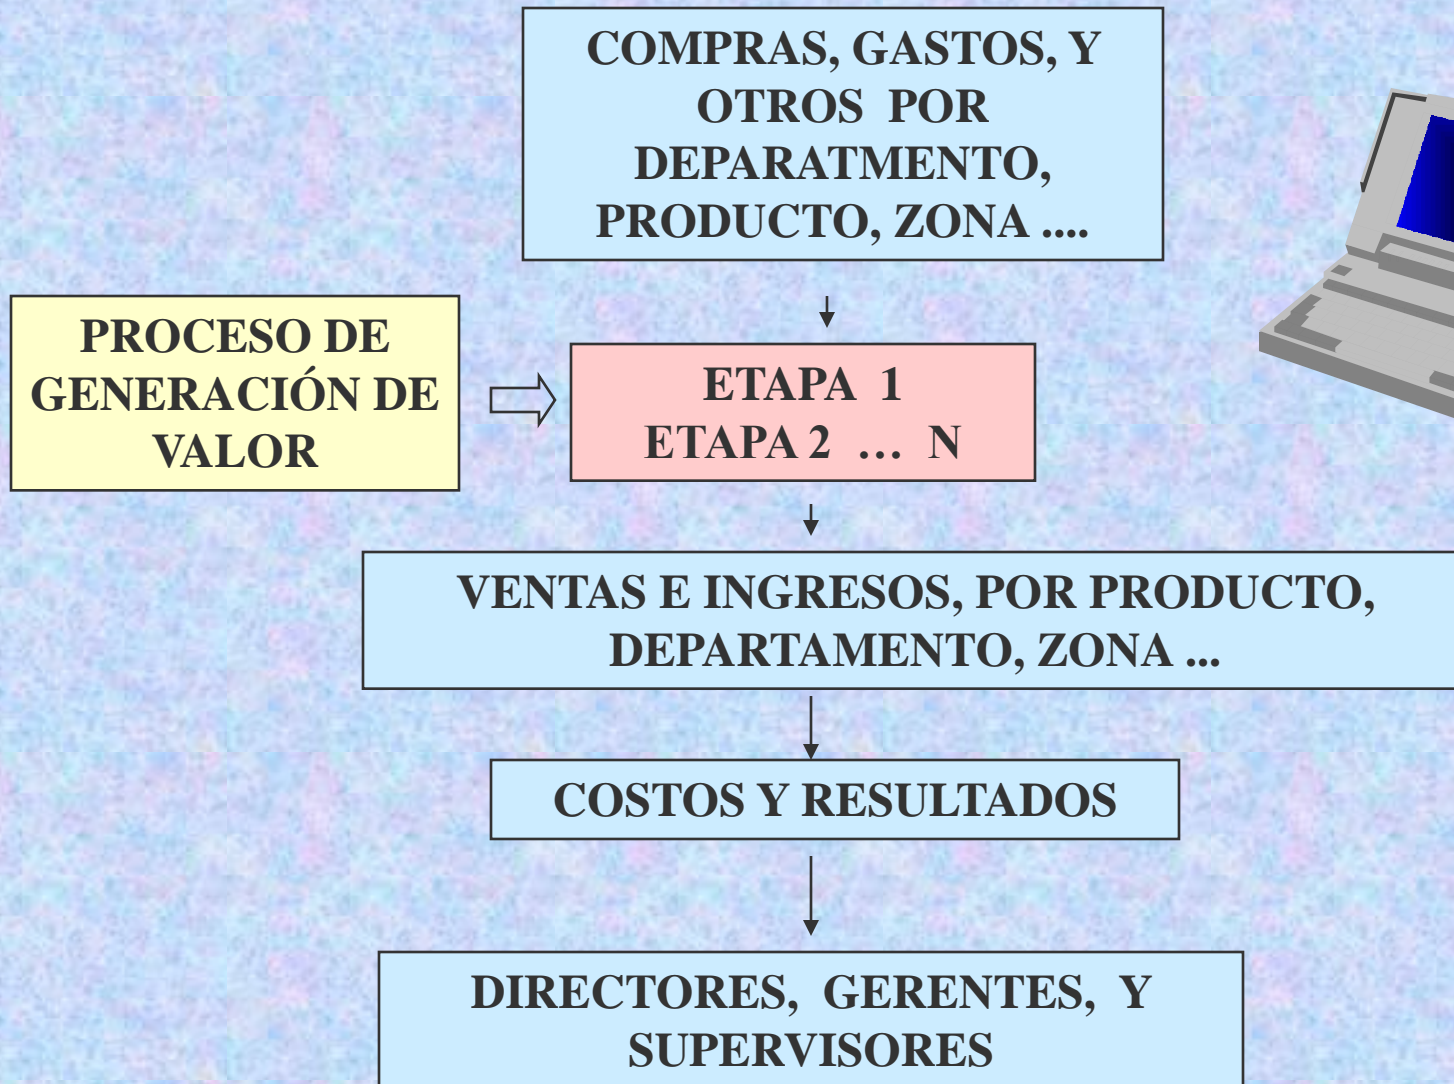 COMPRAS, GASTOS, Y
OTROS POR
DEPARATMENTO,
PRODUCTO, ZONA ....
PROCESO DE
GENERACIÓN DE
VALOR
ETAPA 1
ETAPA 2 … N
VENTAS E INGRESOS, POR PRODUCTO,
DEPARTAMENTO, ZONA ...
COSTOS Y RESULTADOS
DIRECTORES, GERENTES, Y
SUPERVISORES